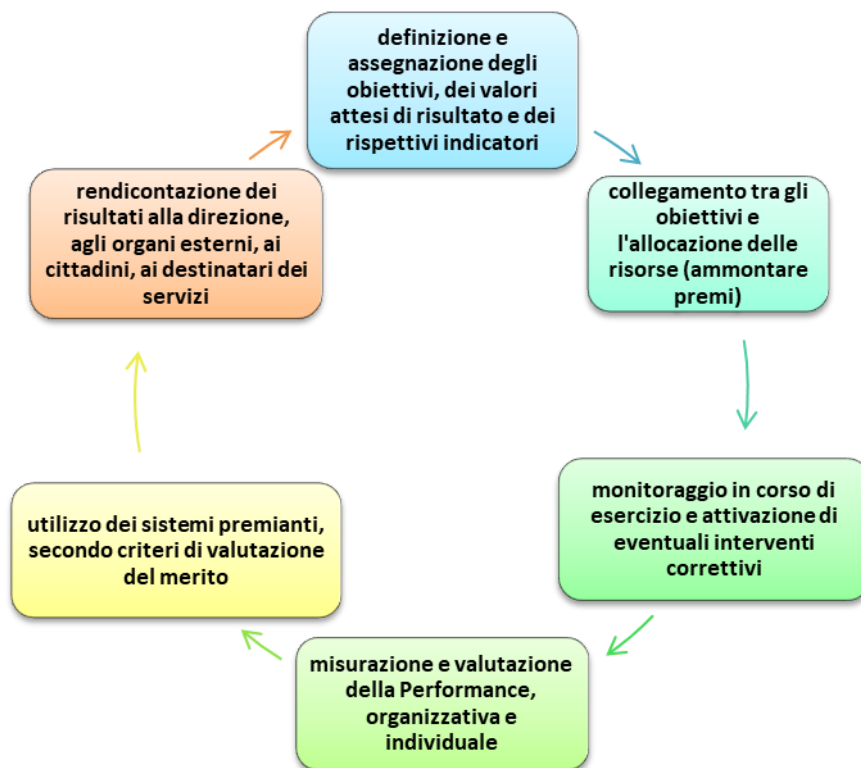 definizione e
assegnazione degli
obiettivi, dei valori
attesi di risultato e dei
rispettivi indicatori
collegamento tra gli
obiettivi e
l'allocazione delle
risorse (ammontare
premi)
monitoraggio in corso di
esercizio e attivazione di
eventuali interventi
correttivi
misurazione e valutazione
della Performance,
organizzativa e
individuale
utilizzo dei sistemi premianti,
secondo criteri di valutazione
del merito
rendicontazione dei
risultati alla direzione,
agli organi esterni, ai
cittadini, ai destinatari dei
servizi